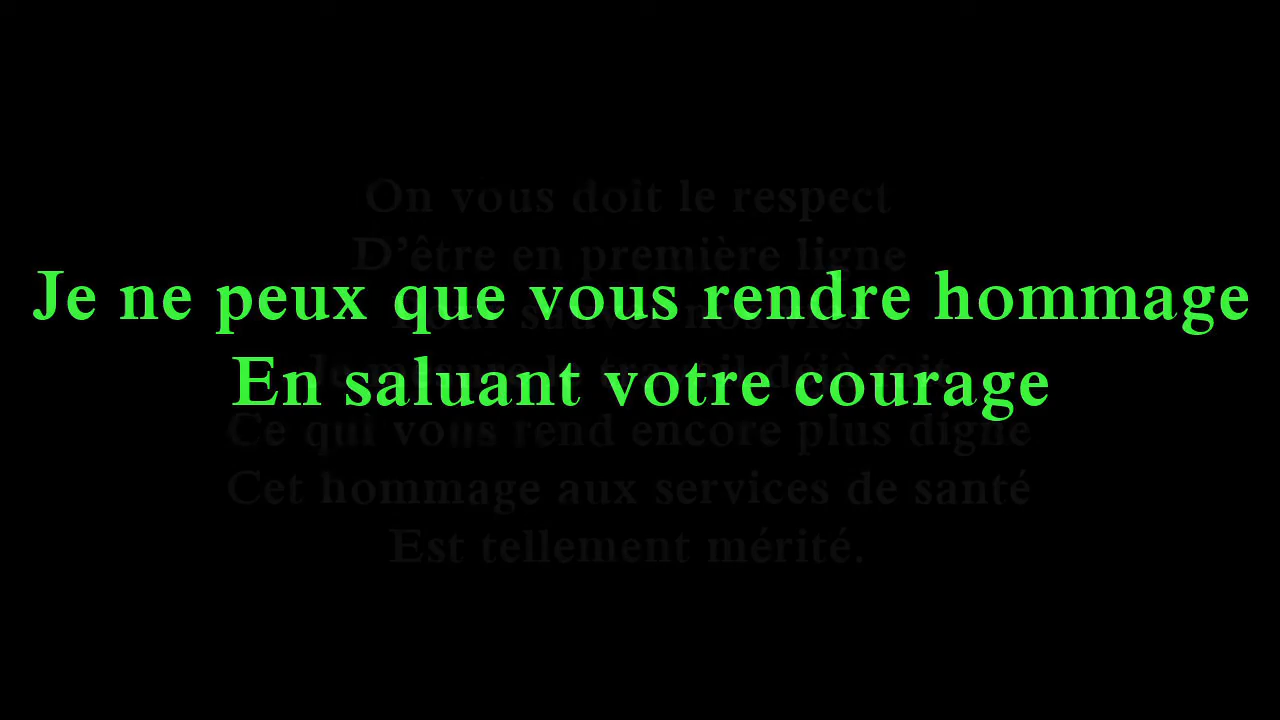 On vous doit le respect
D'être en première ligne
Je ne peux que vous rendre hommage
En saluant votre courage
Ce qui vous rend encore plus digne
Cet hommage aux services de santé
Est tellement mérité.